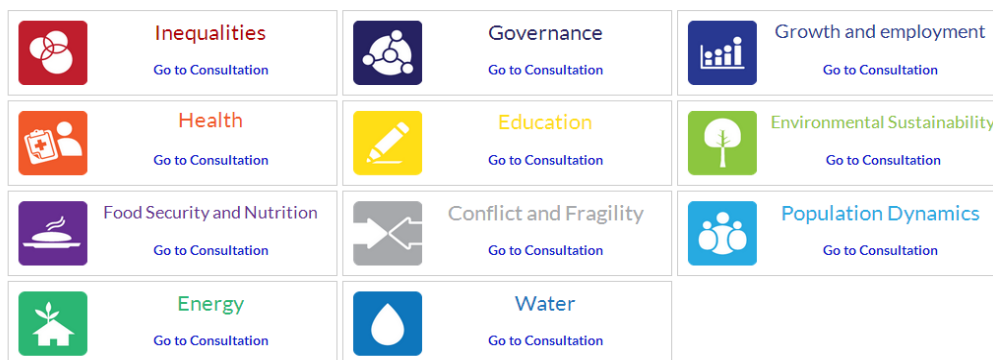 Inequalities
Go to Consultation
Governance
Go to Consultation
Growth and employment
Go to Consultation
Health
Go to Consultation
Education
Go to Consultation
Environmental Sustainability
Go to Consultation
Food Security and Nutrition
Go to Consultation
Conflict and Fragility
Go to Consultation
Population Dynamics
Go to Consultation
Energy
Go to Consultation
Water
Go to Consultation